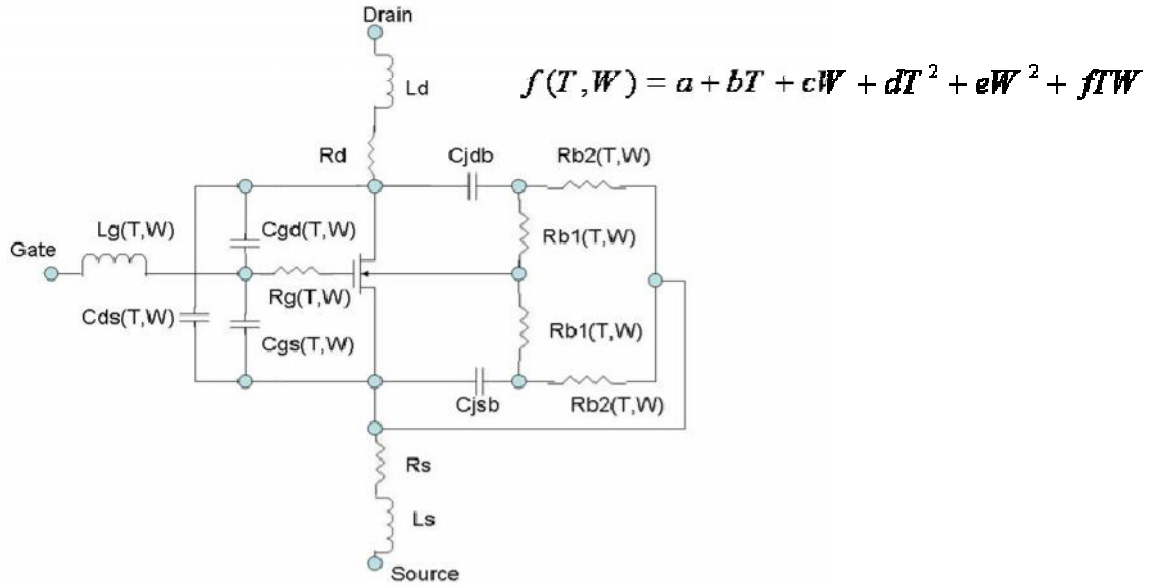 Drain
f(T,W) = a + bT + cW + dT² + eW² + fTW
Ld
Rd
Cjdb
Rb2(T,W)
Lg(T,W)
Cgd(T,W)
Rb1(T,W)
Gate
Rg(T,W)
Cds(T,W)
Cgs(T,W)
Rb1(T,W)
Cjsb
Rb2(T,W)
Rs
Ls
Source